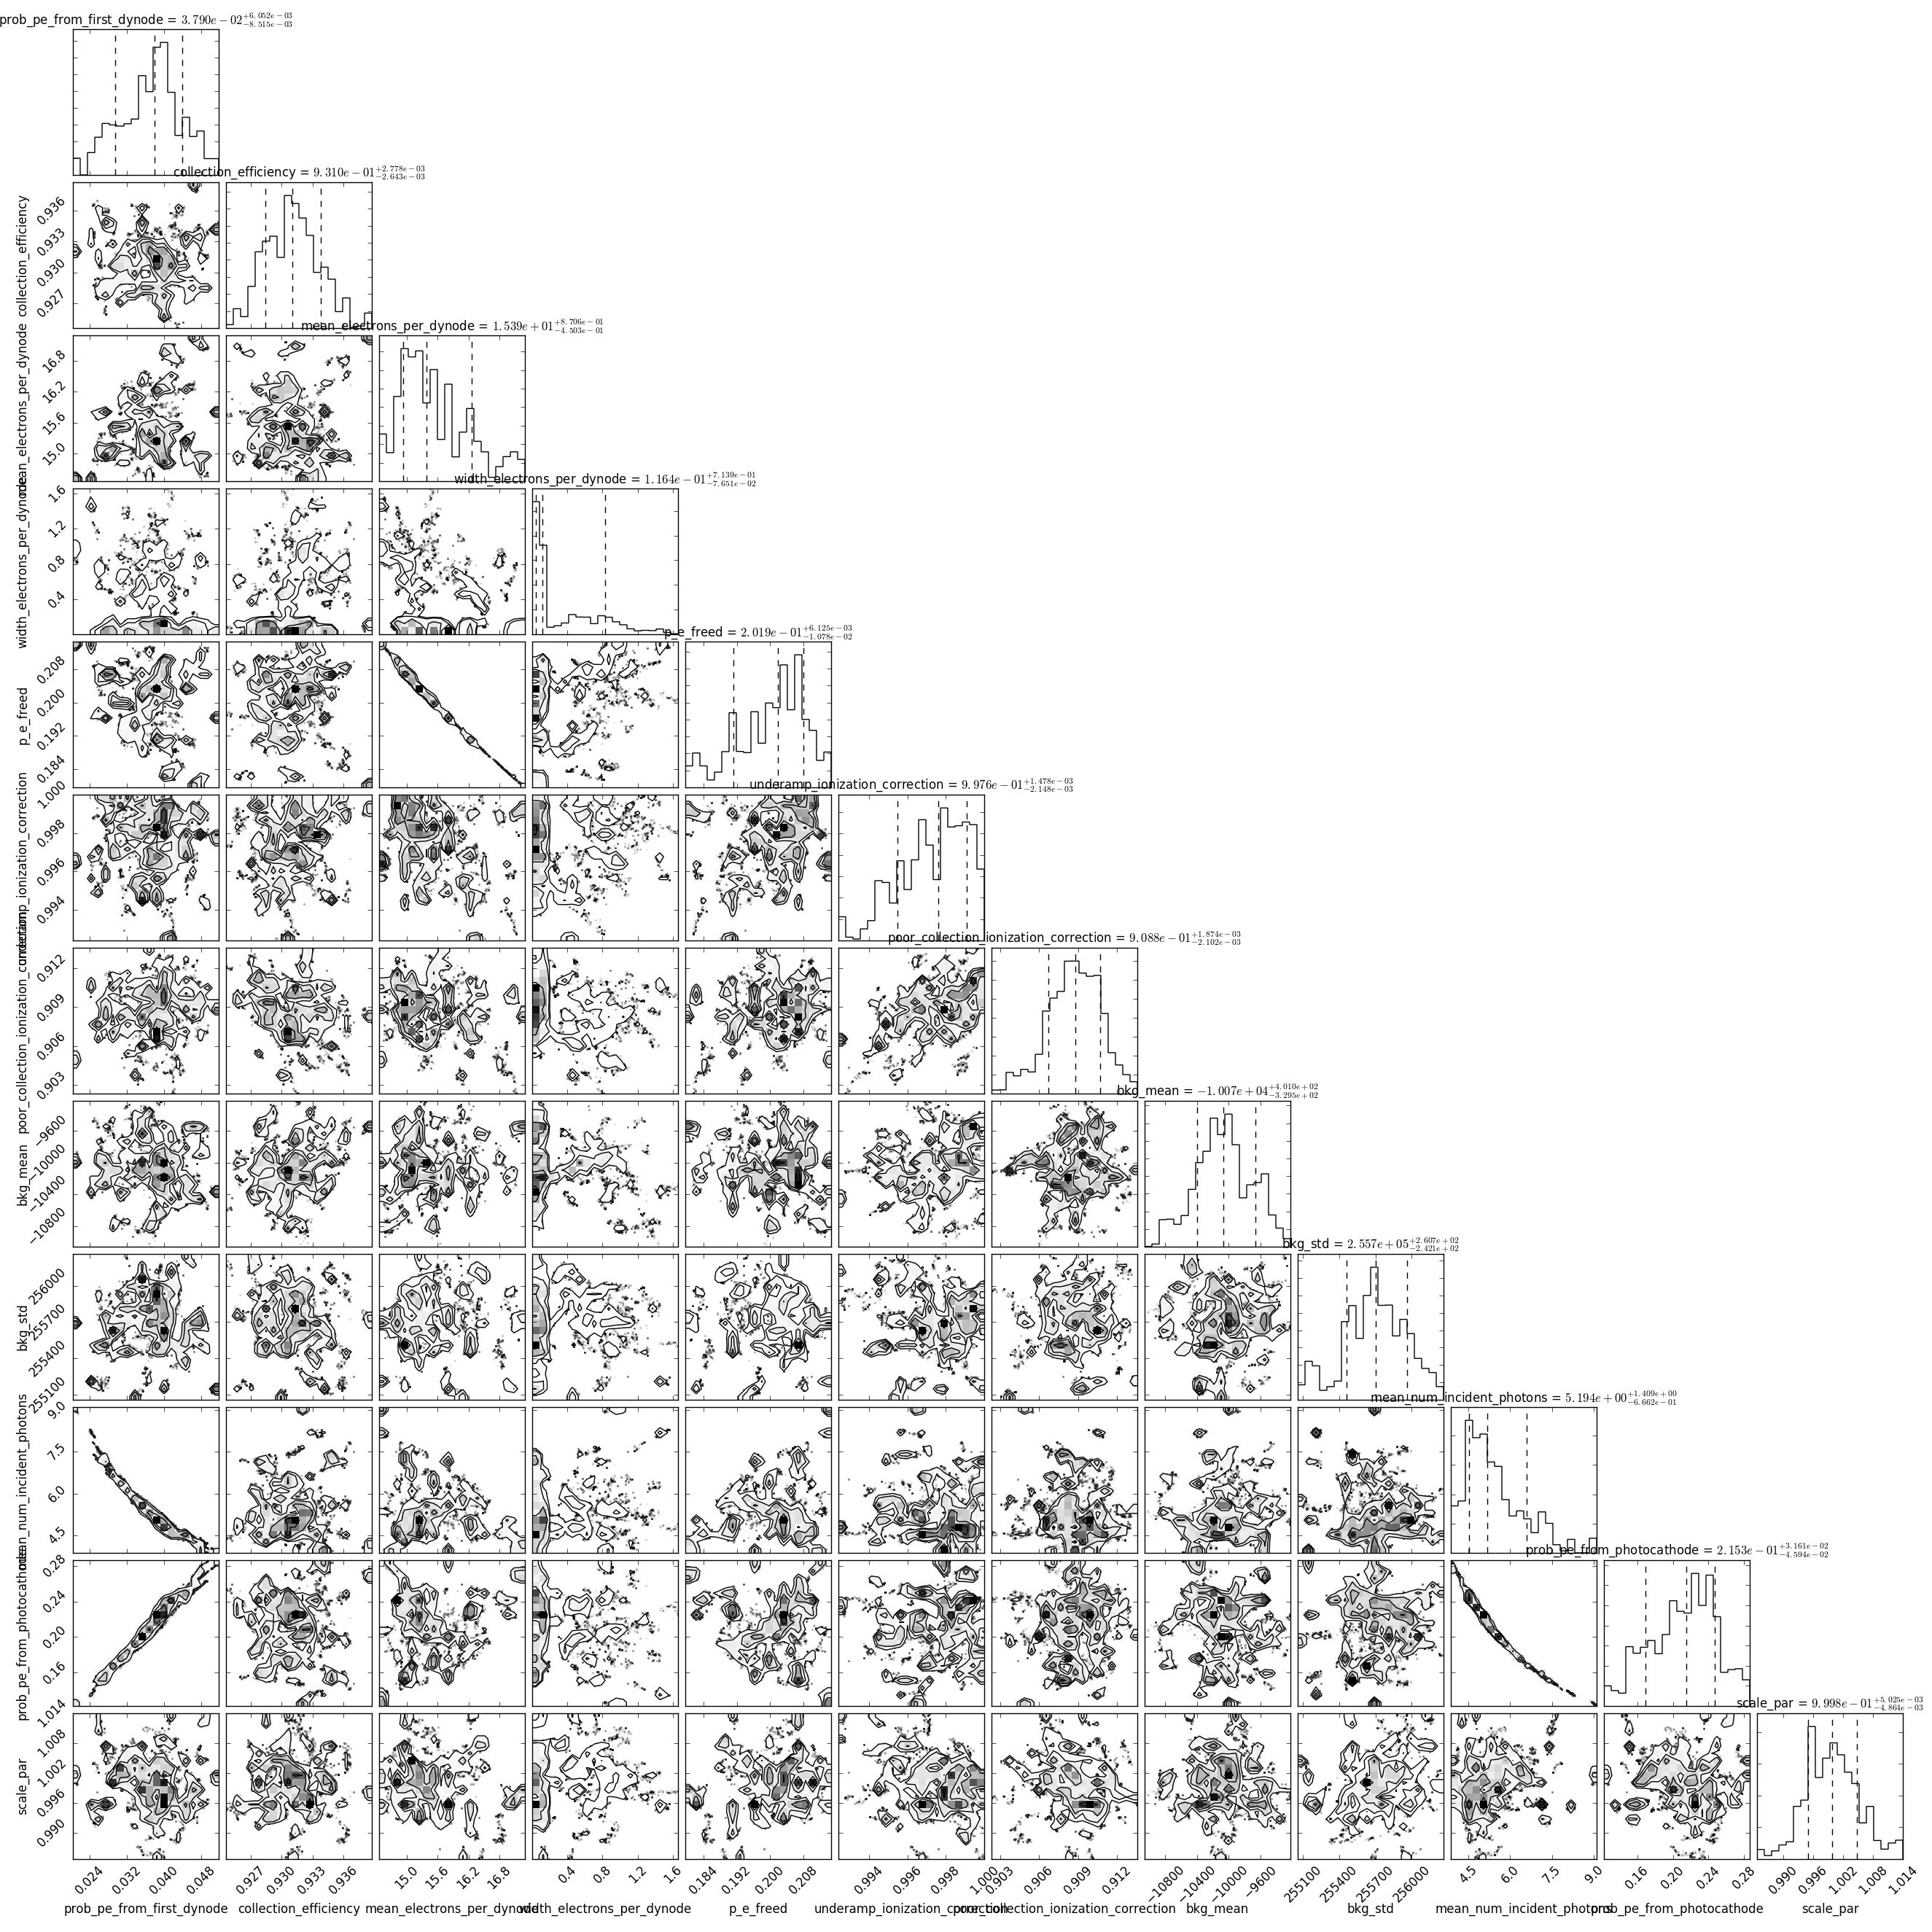 prob_pe_from_first_dynode = 3.790e − 02 +6.052e−03 −8.515e−03
collection_efficiency = 9.310e − 01 +2.778e−03 −2.643e−03
collection_efficiency
0.936
0.933
0.930
0.927
mean_electrons_per_dynode = 1.539e + 01 +8.706e−01 −4.503e−01
mean_electrons_per_dynode
16.8
16.2
15.6
15.0
width_electrons_per_dynode = 1.164e − 01 +7.139e−01 −7.651e−02
width_electrons_per_dynode
1.6
1.2
0.8
0.4
p_e_freed = 2.019e − 01 +6.125e−03 −1.078e−02
p_e_freed
0.208
0.200
0.192
0.184
underamp_ionization_correction = 9.976e − 01 +1.478e−03 −2.148e−03
underamp_ionization_correction
1.000
0.998
0.996
0.994
poor_collection_ionization_correction = 9.088e − 01 +1.874e−03 −2.102e−03
poor_collection_ionization_correction
0.912
0.909
0.906
0.903
bkg_mean = −1.007e + 04 +4.010e+02 −3.295e+02
bkg_mean
−9600
−10000
−10400
−10800
bkg_std = 2.557e + 05 +2.607e+02 −2.421e+02
bkg_std
256000
255700
255400
255100
mean_num_incident_photons = 5.194e + 00 +1.409e+00 −6.662e−01
mean_num_incident_photons
9.0
7.5
6.0
4.5
prob_pe_from_photocathode = 2.153e − 01 +3.161e−02 −4.594e−02
prob_pe_from_photocathode
0.28
0.24
0.20
0.16
scale_par = 9.998e − 01 +5.025e−03 −4.864e−03
scale_par
1.014
1.008
1.002
0.996
0.990
0.024 0.032 0.040 0.048 0.927 0.930 0.933 0.936 15.0 15.6 16.2 16.8 0.4 0.8 1.2 1.6 0.184 0.192 0.200 0.208 0.994 0.996 0.998 1.000 0.903 0.906 0.909 0.912 −10800 −10400 −10000 −9600 255100 255400 255700 256000 4.5 6.0 7.5 9.0 0.16 0.20 0.24 0.28 0.990 0.996 1.002 1.008 1.014
prob_pe_from_first_dynode collection_efficiency mean_electrons_per_dynode width_electrons_per_dynode p_e_freed underamp_ionization_correction poor_collection_ionization_correction bkg_mean bkg_std mean_num_incident_photons prob_pe_from_photocathode scale_par